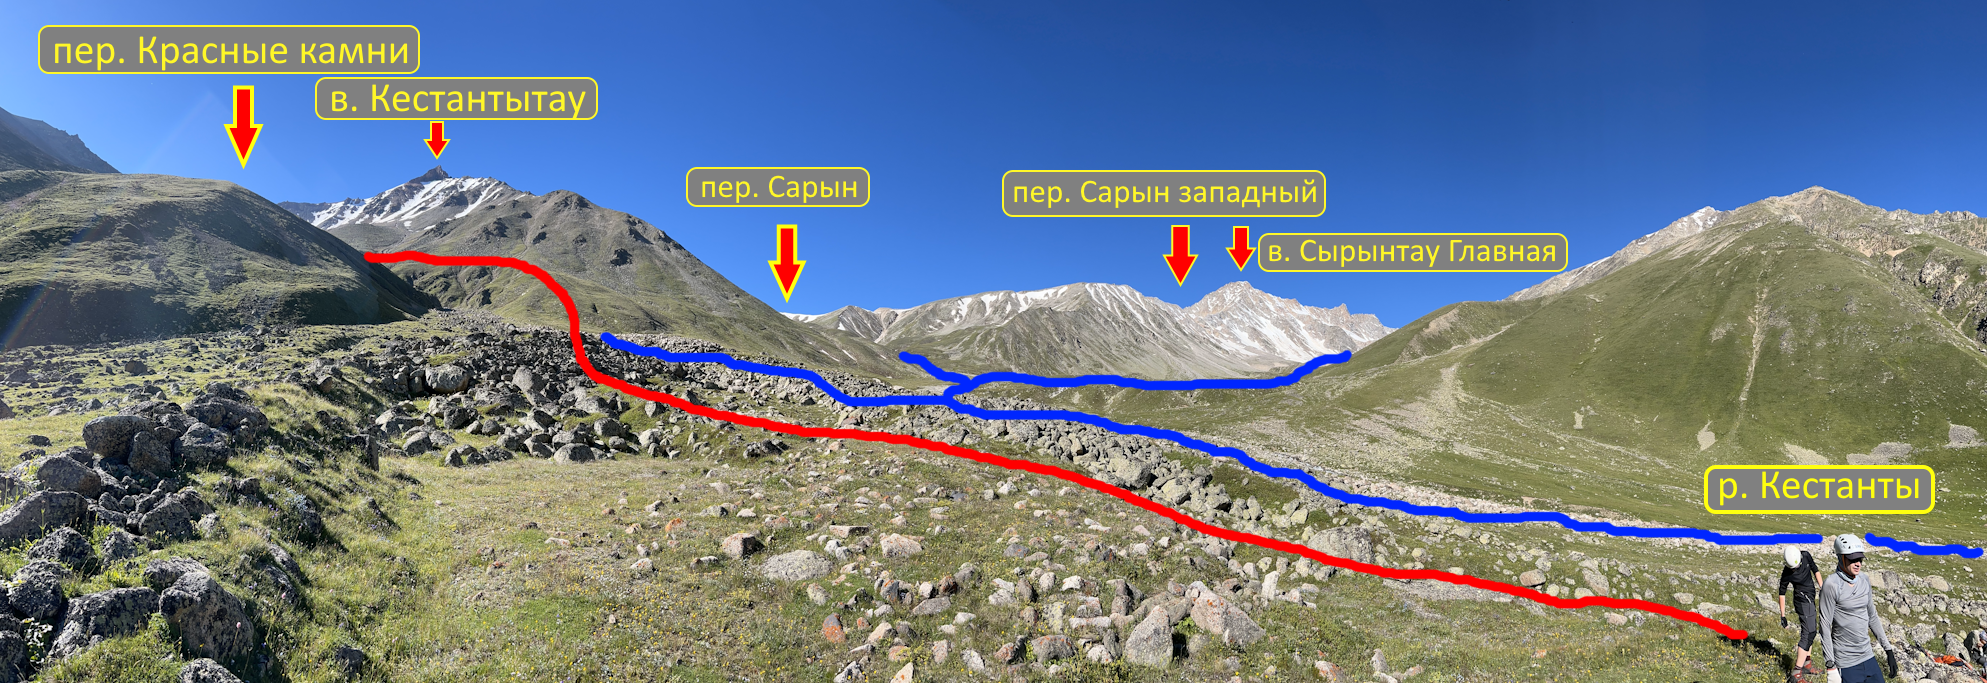 пер. Красные камни
в. Кестантытау
пер. Сарын
пер. Сарын западный
в. Сырынтау Главная
р. Кестанты